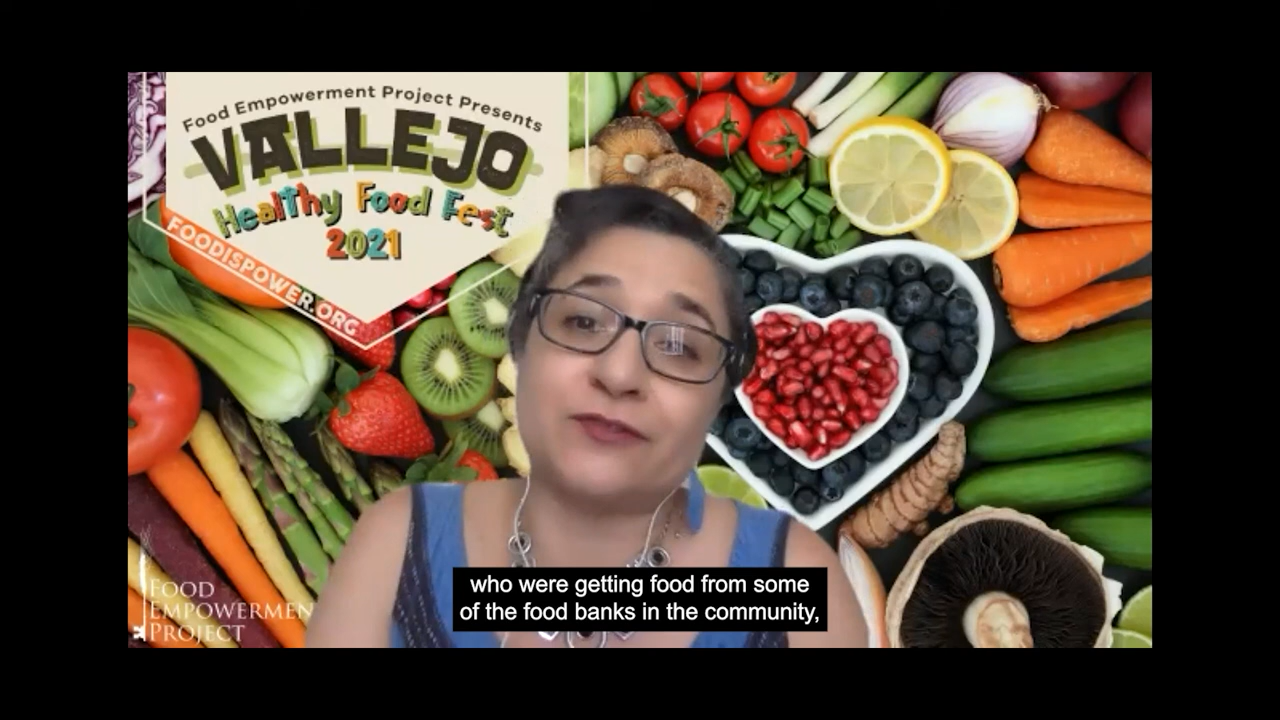 Food Empowerment Project Presents
VALLEJO
Healthy Food Fest
2021
FOODISPOWER.ORG
who were getting food from some
of the food banks in the community,
FOOD
EMPOWERMEN
PROJECT